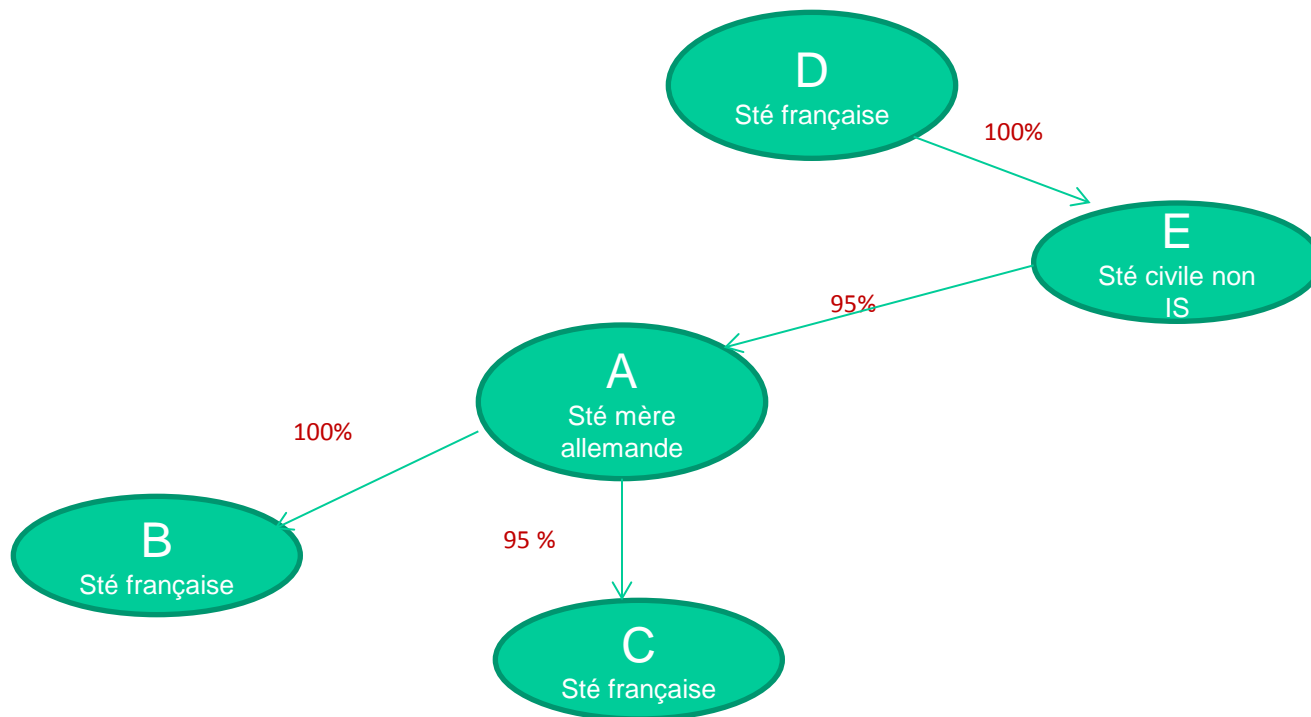 D
Sté française
100%
E
Sté civile non
IS
95%
A
Sté mère
allemande
100%
B
Sté française
95 %
C
Sté française